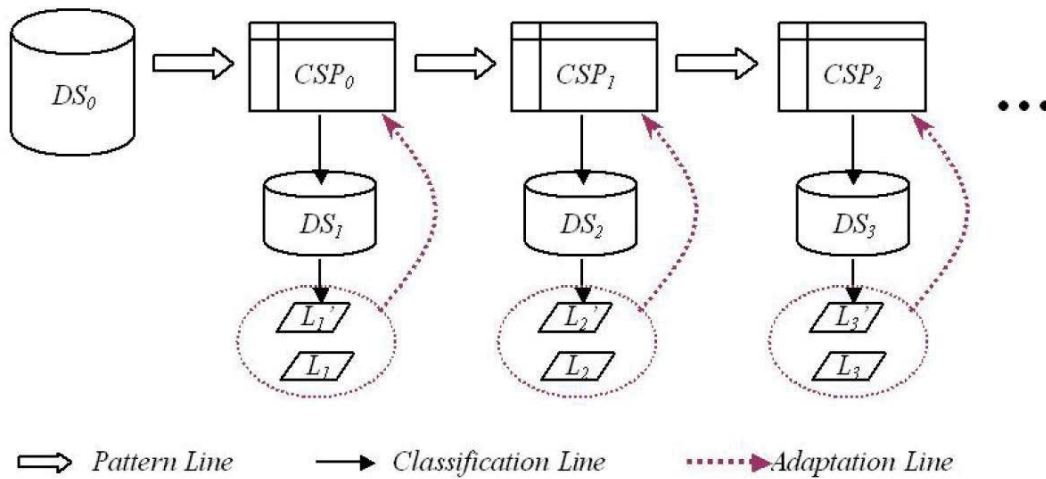 DS₀
CSP₀
CSP₁
CSP₂
...
DS₁
DS₂
DS₃
L₁'
L₂'
L₃'
L₁
L₂
L₃
Pattern Line
Classification Line
Adaptation Line